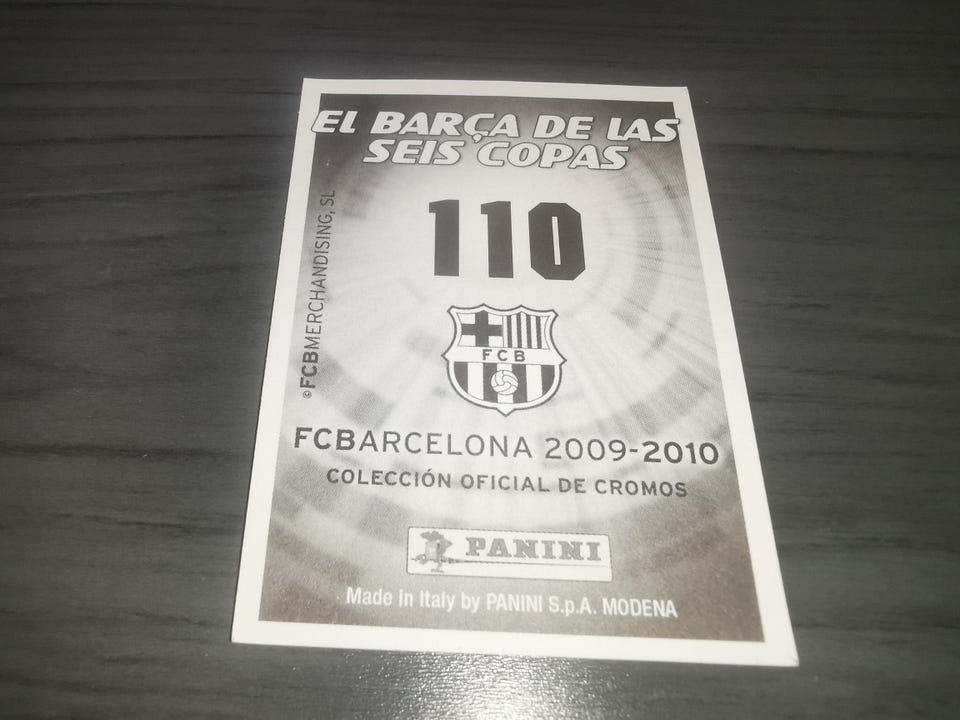 EL BARÇA DE LAS
SEIS COPAS
110
©FCBMERCHANDISING, SL
FCB
FCBARCELONA 2009-2010
COLECCIÓN OFICIAL DE CROMOS
PANINI
Made in Italy by PANINI S.p.A. MODENA